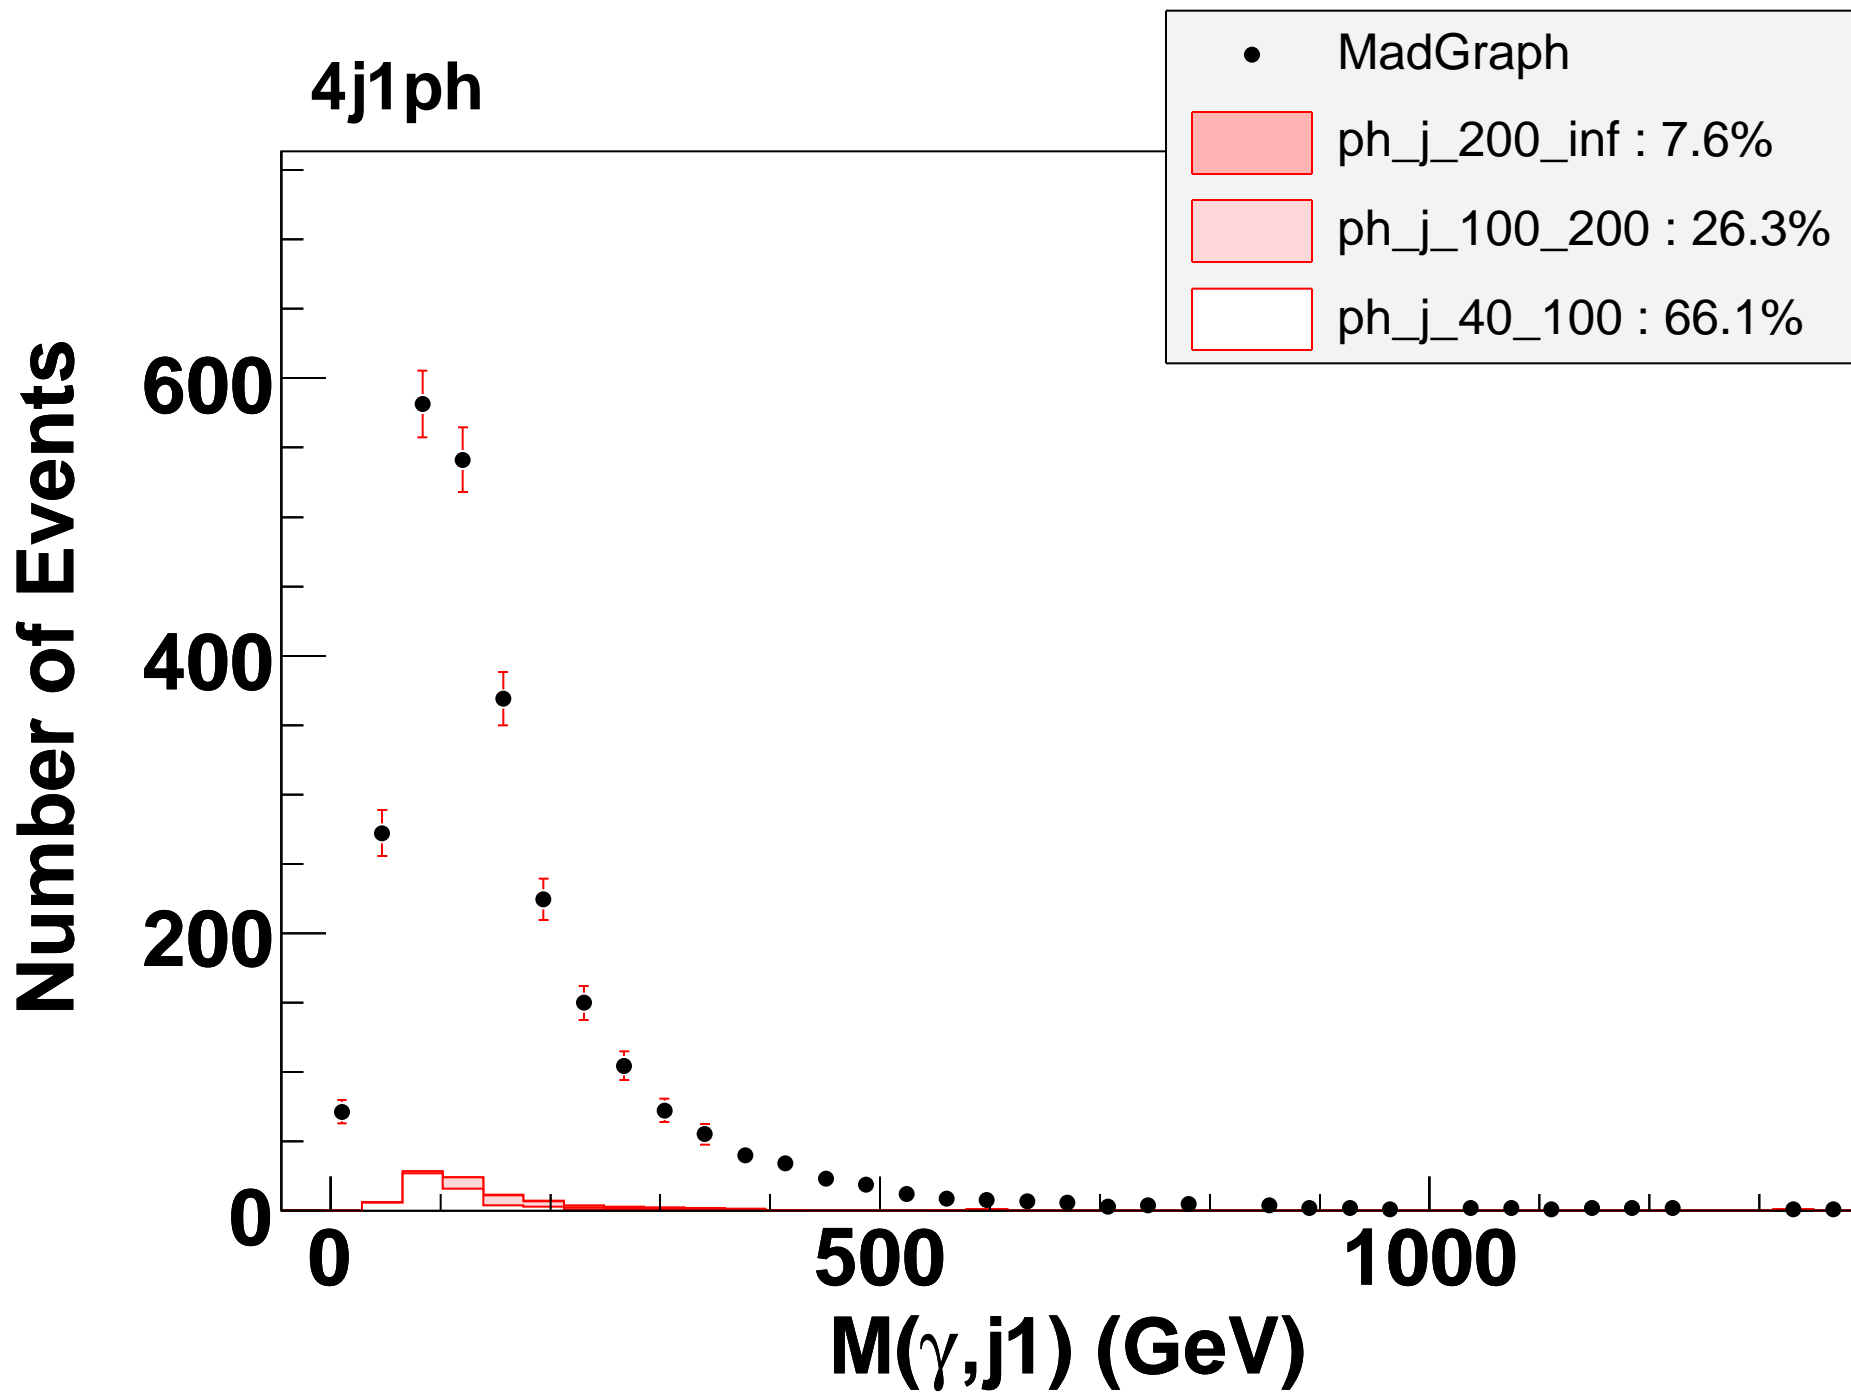 4j1ph
MadGraph
ph_j_200_inf : 7.6%
ph_j_100_200 : 26.3%
ph_j_40_100 : 66.1%
Number of Events
600
400
200
0
0 500 1000
M(γ,j1) (GeV)